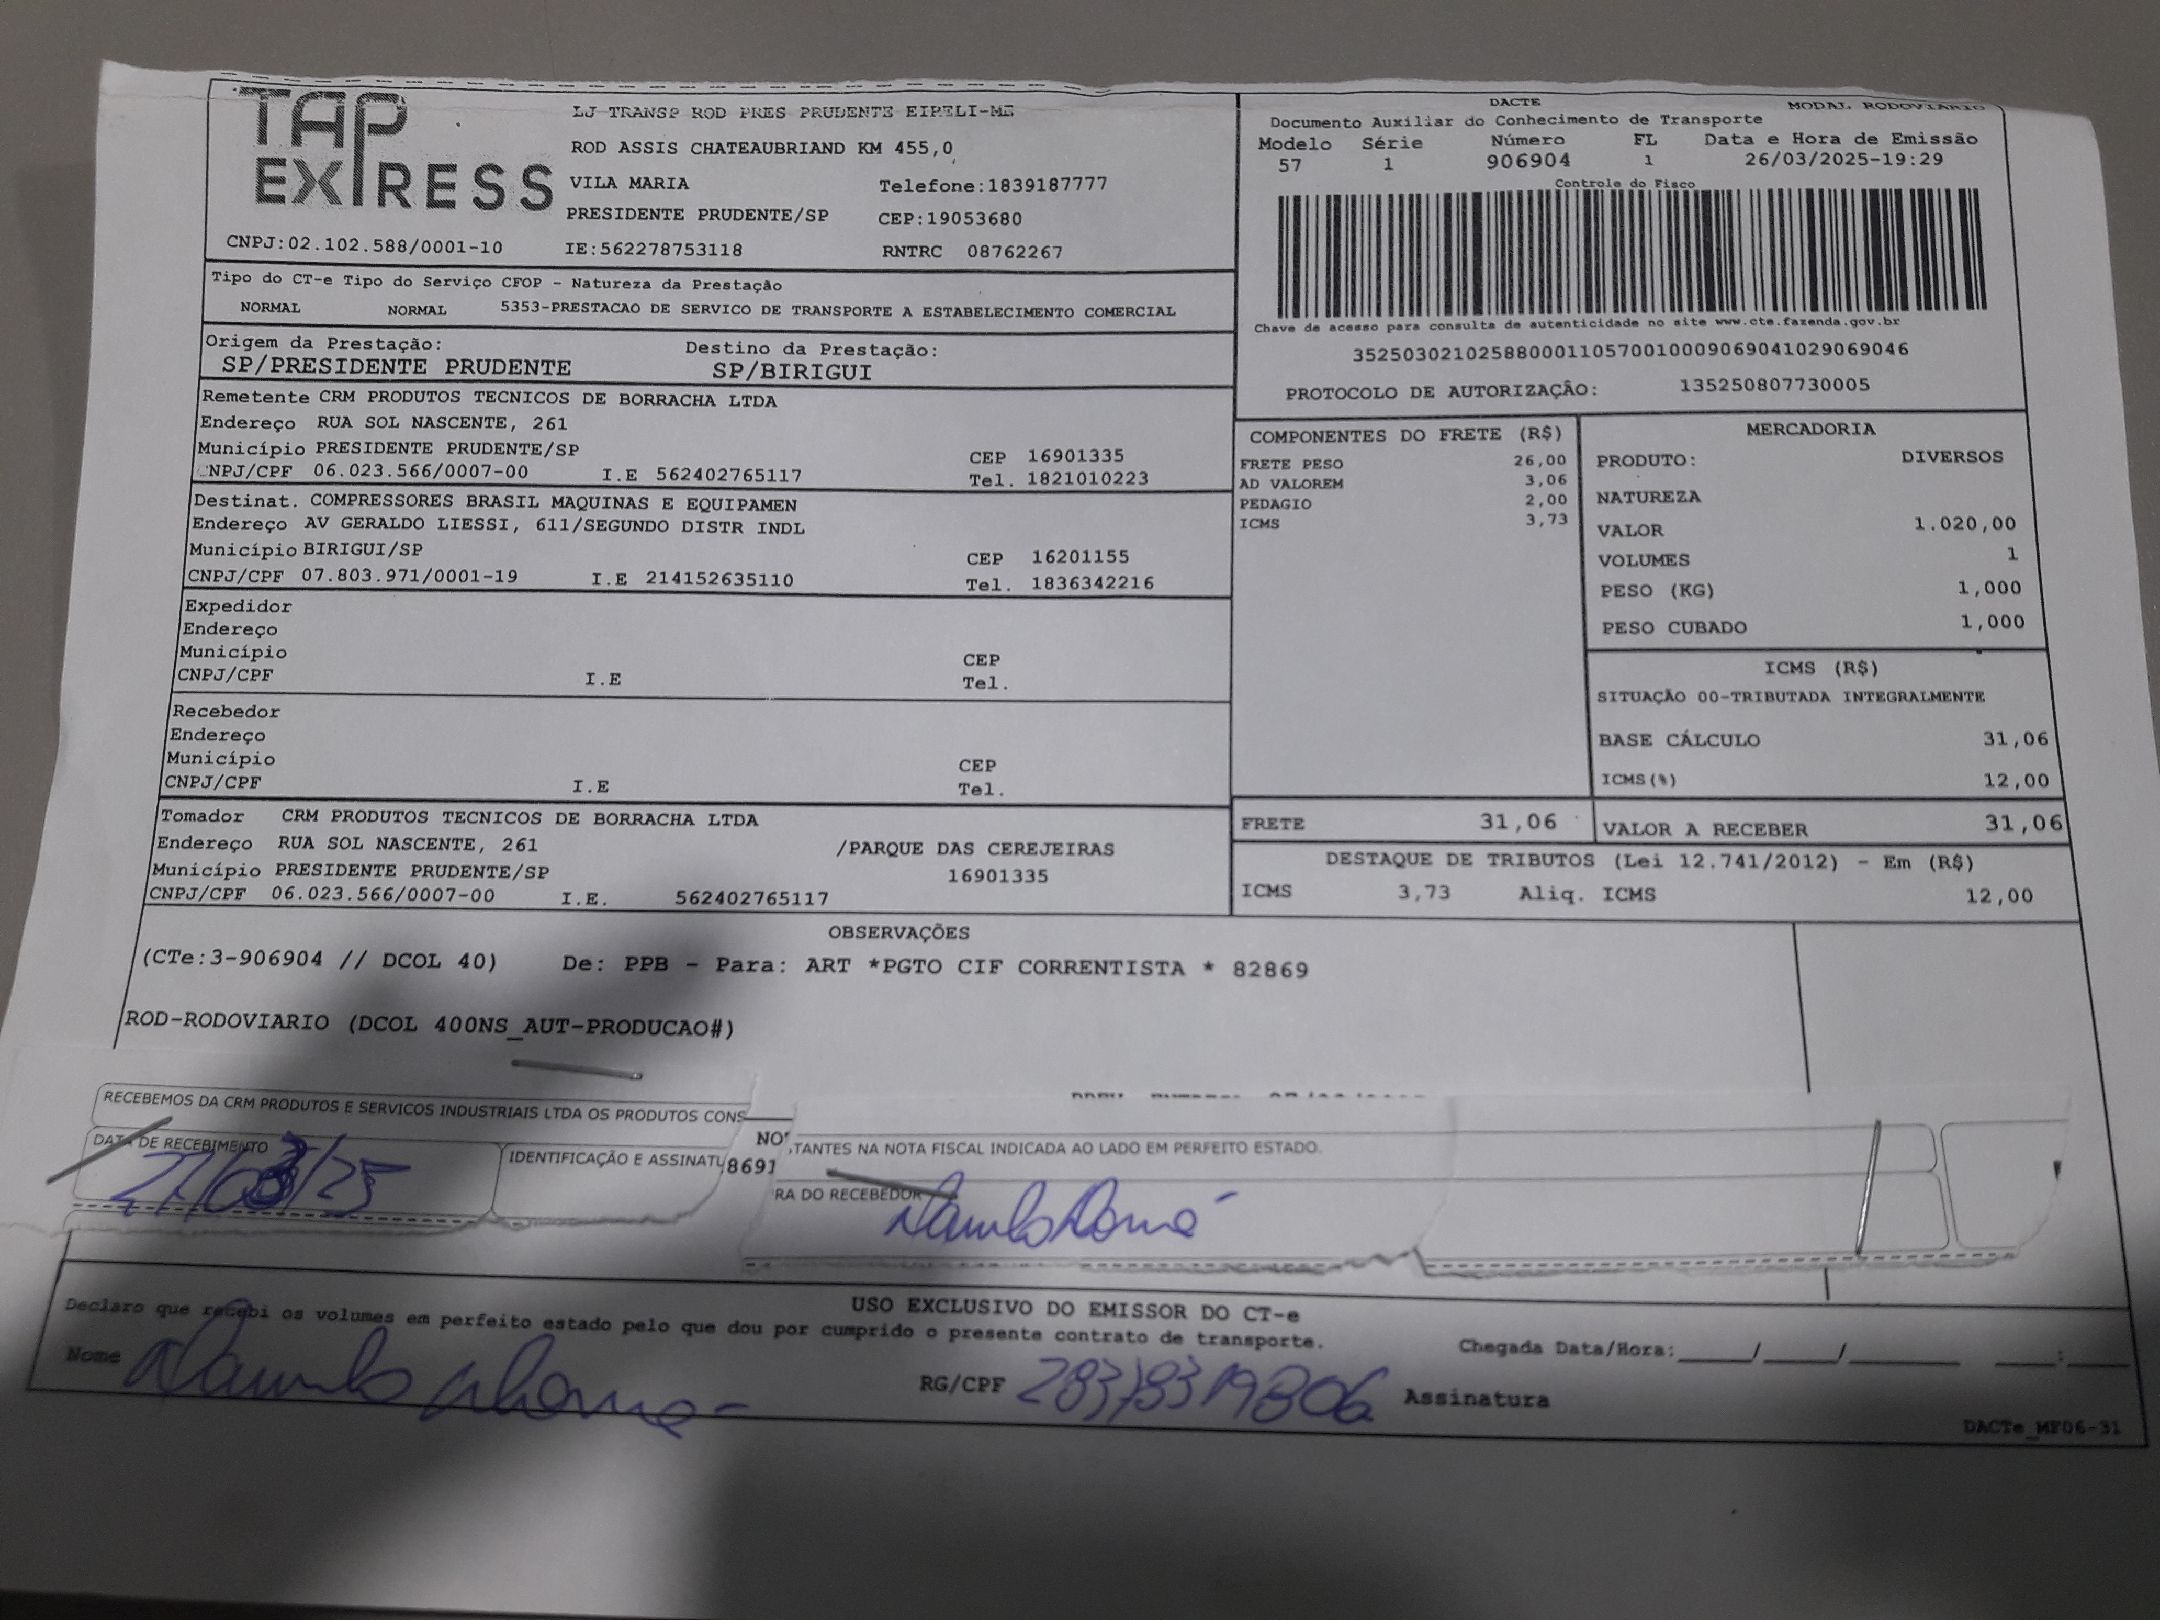 TAP
EXPRESS
LJ TRANSP ROD PRES PRUDENTE EIRELI-ME
ROD ASSIS CHATEAUBRIAND KM 455,0
VILA MARIA Telefone:1839187777
PRESIDENTE PRUDENTE/SP CEP:19053680
CNPJ:02.102.588/0001-10 IE:562278753118 RNTRC 08762267
DACTE MODAL RODOVIARIO
Documento Auxiliar do Conhecimento de Transporte
Modelo Série Número FL Data e Hora de Emissão
57 1 906904 1 26/03/2025-19:29
Controle do Fisco
Chave de acesso para consulta de autenticidade no site www.cte.fazenda.gov.br
35250302102588000110570010009069041029069046
PROTOCOLO DE AUTORIZAÇÂO: 135250807730005
Tipo do CT-e Tipo do Serviço CFOP - Natureza da Prestação
NORMAL NORMAL 5353-PRESTACAO DE SERVICO DE TRANSPORTE A ESTABELECIMENTO COMERCIAL
Origem da Prestação: Destino da Prestação:
SP/PRESIDENTE PRUDENTE SP/BIRIGUI
Remetente CRM PRODUTOS TECNICOS DE BORRACHA LTDA
Endereço RUA SOL NASCENTE, 261
Município PRESIDENTE PRUDENTE/SP CEP 16901335
CNPJ/CPF 06.023.566/0007-00 I.E 562402765117 Tel. 1821010223
Destinat. COMPRESSORES BRASIL MAQUINAS E EQUIPAMEN
Endereço AV GERALDO LIESSI, 611/SEGUNDO DISTR INDL
Município BIRIGUI/SP CEP 16201155
CNPJ/CPF 07.803.971/0001-19 I.E 214152635110 Tel. 1836342216
Expedidor
Endereço
Município CEP
CNPJ/CPF I.E Tel.
Recebedor
Endereço
Município CEP
CNPJ/CPF I.E Tel.
Tomador CRM PRODUTOS TECNICOS DE BORRACHA LTDA
Endereço RUA SOL NASCENTE, 261 /PARQUE DAS CEREJEIRAS
Município PRESIDENTE PRUDENTE/SP 16901335
CNPJ/CPF 06.023.566/0007-00 I.E. 562402765117
COMPONENTES DO FRETE (R$)
FRETE PESO 26,00
AD VALOREM 3,06
PEDAGIO 2,00
ICMS 3,73
MERCADORIA
PRODUTO: DIVERSOS
NATUREZA
VALOR 1.020,00
VOLUMES 1
PESO (KG) 1,000
PESO CUBADO 1,000
ICMS (R$)
SITUAÇÃO 00-TRIBUTADA INTEGRALMENTE
BASE CÁLCULO 31,06
ICMS(%) 12,00
FRETE 31,06 VALOR A RECEBER 31,06
DESTAQUE DE TRIBUTOS (Lei 12.741/2012) - Em (R$)
ICMS 3,73 Aliq. ICMS 12,00
OBSERVAÇÕES
(CTe:3-906904 // DCOL 40) De: PPB - Para: ART *PGTO CIF CORRENTISTA * 82869
ROD-RODOVIARIO (DCOL 400NS_AUT-PRODUCAO#)
RECEBEMOS DA CRM PRODUTOS E SERVICOS INDUSTRIAIS LTDA OS PRODUTOS CONS
TANTES NA NOTA FISCAL INDICADA AO LADO EM PERFEITO ESTADO.
DATA DE RECEBIMENTO IDENTIFICAÇÃO E ASSINATU
RA DO RECEBEDOR
27/03/25
8691
USO EXCLUSIVO DO EMISSOR DO CT-e
Declaro que recebi os volumes em perfeito estado pelo que dou por cumprido o presente contrato de transporte.
Chegada Data/Hora:____/____/____ ___:___
Nome Danilo RG/CPF Assinatura
DACTe_MF06-31